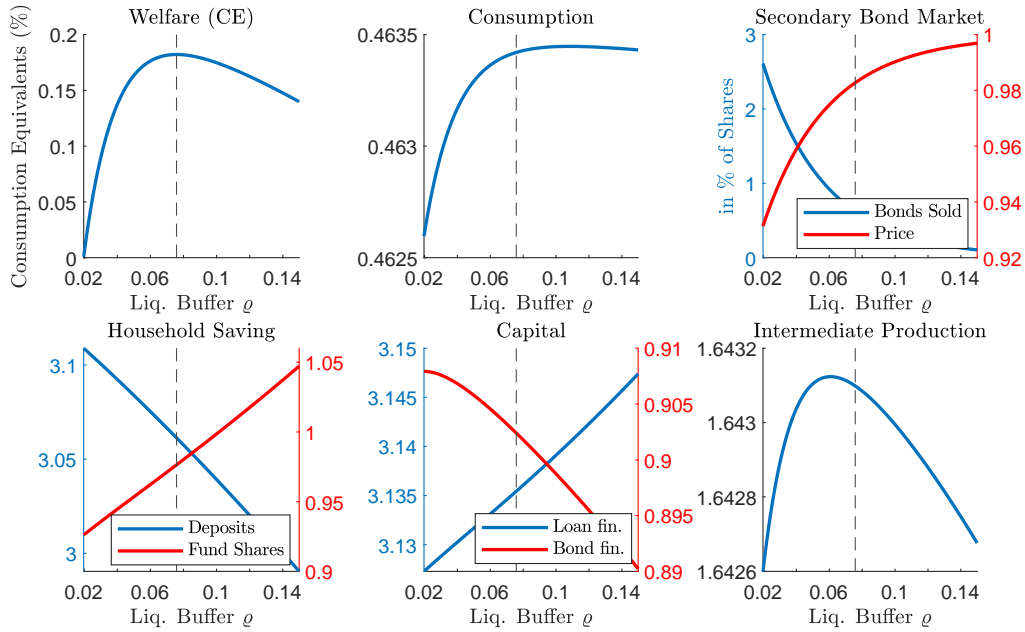 Welfare (CE)
Consumption Equivalents (%)
0.2
0.15
0.1
0.05
0
0.02 0.06 0.1 0.14
Liq. Buffer ϱ
Consumption
0.4635
0.463
0.4625
0.02 0.06 0.1 0.14
Liq. Buffer ϱ
Secondary Bond Market
in % of Shares
3
2
1
0
1
0.98
0.96
0.94
0.92
Bonds Sold
Price
0.02 0.06 0.1 0.14
Liq. Buffer ϱ
Household Saving
3.1
3.05
3
1.05
1
0.95
0.9
Deposits
Fund Shares
0.02 0.06 0.1 0.14
Liq. Buffer ϱ
Capital
3.15
3.145
3.14
3.135
3.13
0.91
0.905
0.9
0.895
0.89
Loan fin.
Bond fin.
0.02 0.06 0.1 0.14
Liq. Buffer ϱ
Intermediate Production
1.6432
1.643
1.6428
1.6426
0.02 0.06 0.1 0.14
Liq. Buffer ϱ